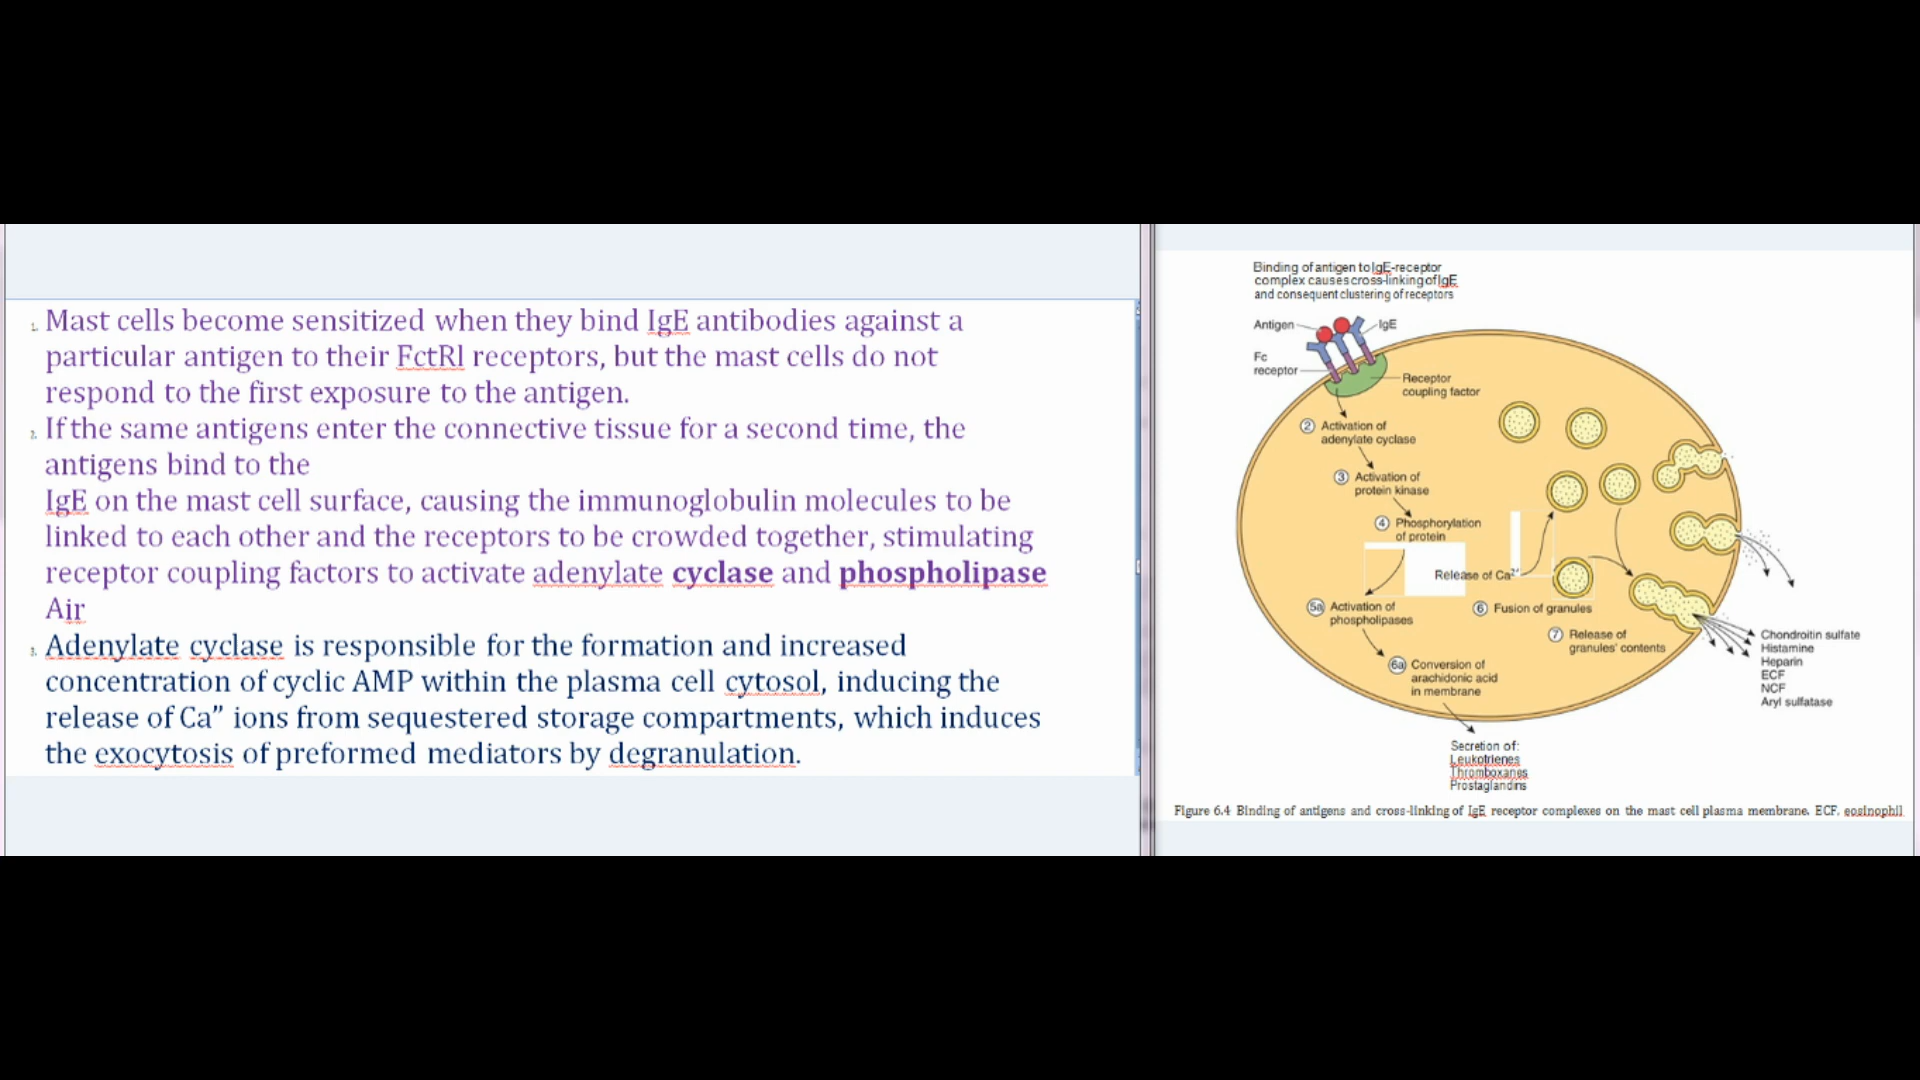 1. Mast cells become sensitized when they bind IgE antibodies against a
particular antigen to their FctRl receptors, but the mast cells do not
respond to the first exposure to the antigen.
2. If the same antigens enter the connective tissue for a second time, the
antigens bind to the
IgE on the mast cell surface, causing the immunoglobulin molecules to be
linked to each other and the receptors to be crowded together, stimulating
receptor coupling factors to activate adenylate cyclase and phospholipase
Air
3. Adenylate cyclase is responsible for the formation and increased
concentration of cyclic AMP within the plasma cell cytosol, inducing the
release of Ca” ions from sequestered storage compartments, which induces
the exocytosis of preformed mediators by degranulation.
Binding of antigen to IgE-receptor
complex causes cross-linking of IgE
and consequent clustering of receptors
Antigen
IgE
Fc
receptor
Receptor
coupling factor
2 Activation of
adenylate cyclase
3 Activation of
protein kinase
4 Phosphorylation
of protein
Release of Ca2+
5a Activation of
phospholipases
6 Fusion of granules
7 Release of
granules' contents
6a Conversion of
arachidonic acid
in membrane
Chondroitin sulfate
Histamine
Heparin
ECF
NCF
Aryl sulfatase
Secretion of:
Leukotrienes
Thromboxanes
Prostaglandins
Figure 6.4 Binding of antigens and cross-linking of IgE receptor complexes on the mast cell plasma membrane. ECF, eosinophil